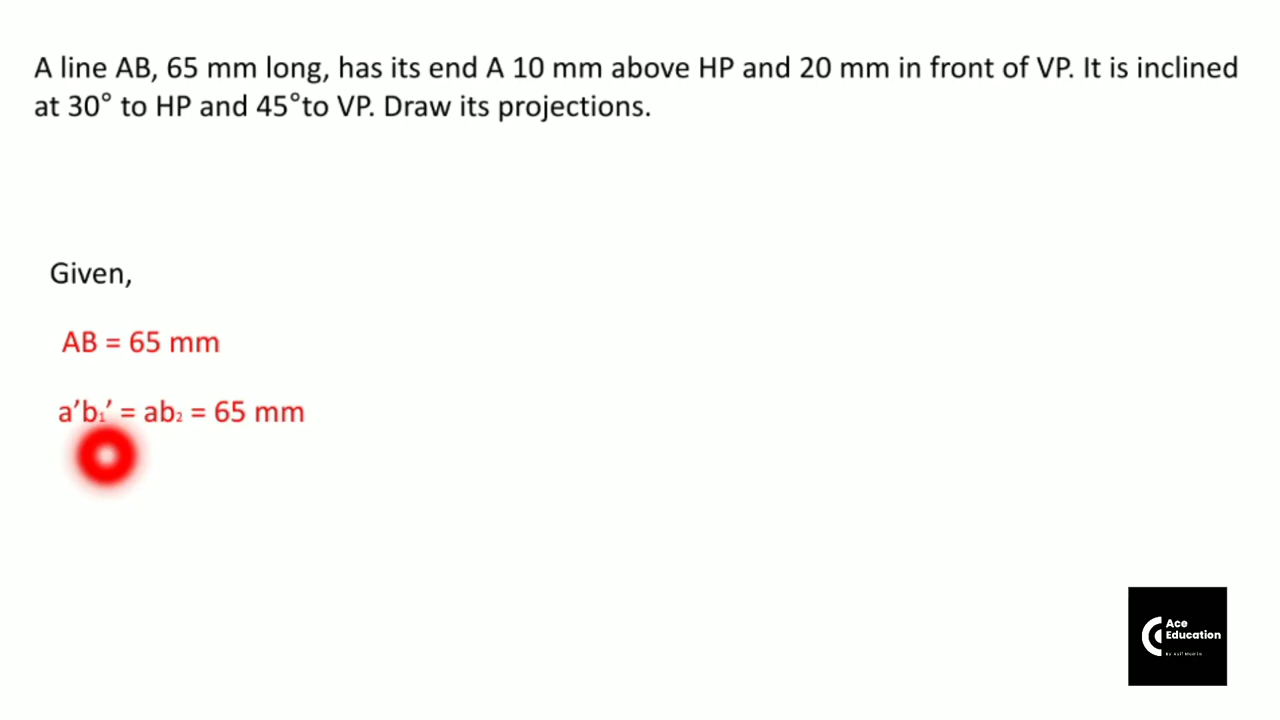 A line AB, 65 mm long, has its end A 10 mm above HP and 20 mm in front of VP. It is inclined
at 30° to HP and 45°to VP. Draw its projections.
Given,
AB = 65 mm
a′b₁′ = ab₂ = 65 mm
Ace
Education